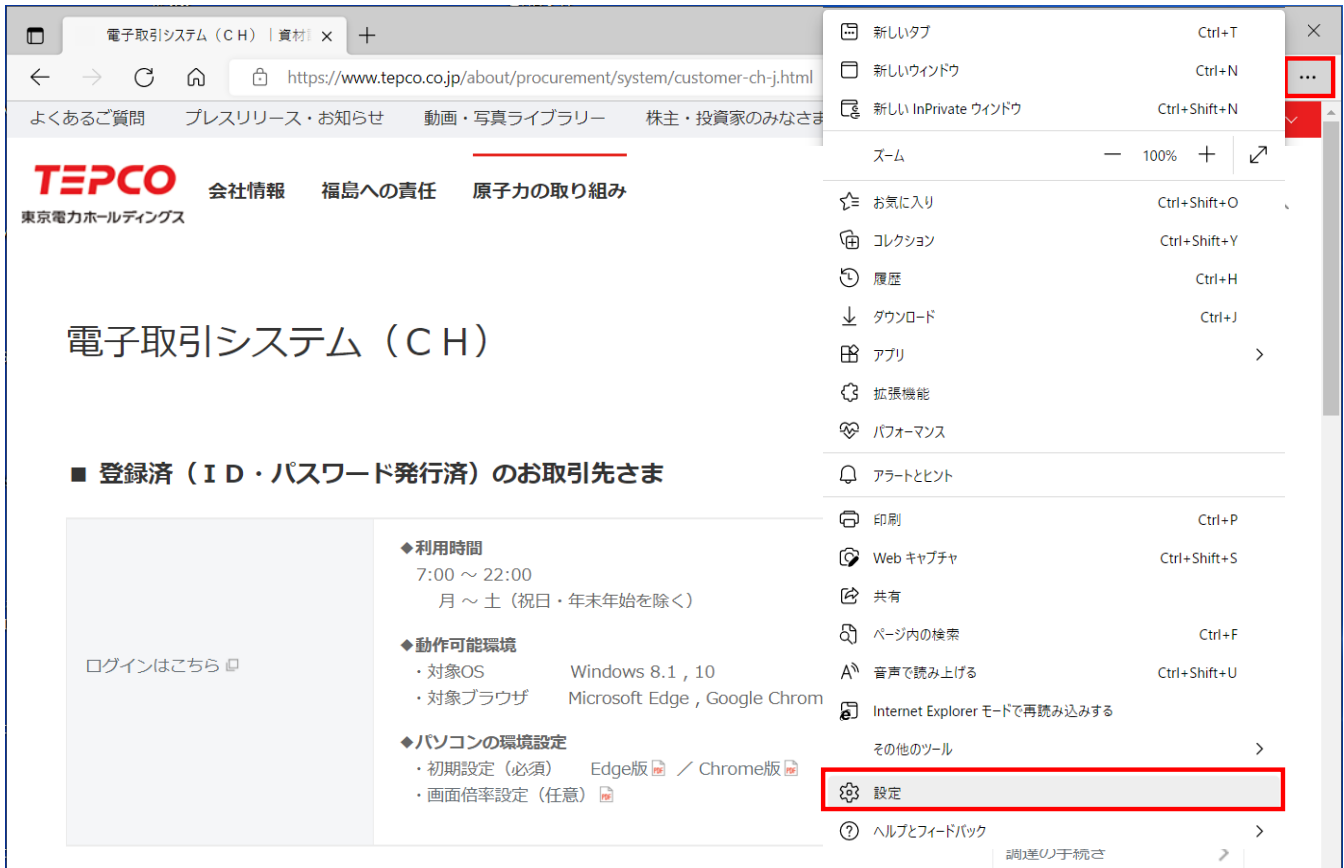 電子取引システム（ＣＨ）｜資材
https://www.tepco.co.jp/about/procurement/system/customer-ch-j.html
よくあるご質問 プレスリリース・お知らせ 動画・写真ライブラリー 株主・投資家のみなさま
TEPCO
東京電力ホールディングス
会社情報 福島への責任 原子力の取り組み
電子取引システム（ＣＨ）
■ 登録済（ＩＤ・パスワード発行済）のお取引先さま
ログインはこちら
◆利用時間
7:00 ～ 22:00
月 ～ 土（祝日・年末年始を除く）
◆動作可能環境
・対象OS Windows 8.1 , 10
・対象ブラウザ Microsoft Edge , Google Chrom
◆パソコンの環境設定
・初期設定（必須） Edge版 ／ Chrome版
・画面倍率設定（任意）
新しいタブ Ctrl+T
新しいウィンドウ Ctrl+N
新しい InPrivate ウィンドウ Ctrl+Shift+N
ズーム 100%
お気に入り Ctrl+Shift+O
コレクション Ctrl+Shift+Y
履歴 Ctrl+H
ダウンロード Ctrl+J
アプリ
拡張機能
パフォーマンス
アラートとヒント
印刷 Ctrl+P
Web キャプチャ Ctrl+Shift+S
共有
ページ内の検索 Ctrl+F
音声で読み上げる Ctrl+Shift+U
Internet Explorer モードで再読み込みする
その他のツール
設定
ヘルプとフィードバック
調達の手続き